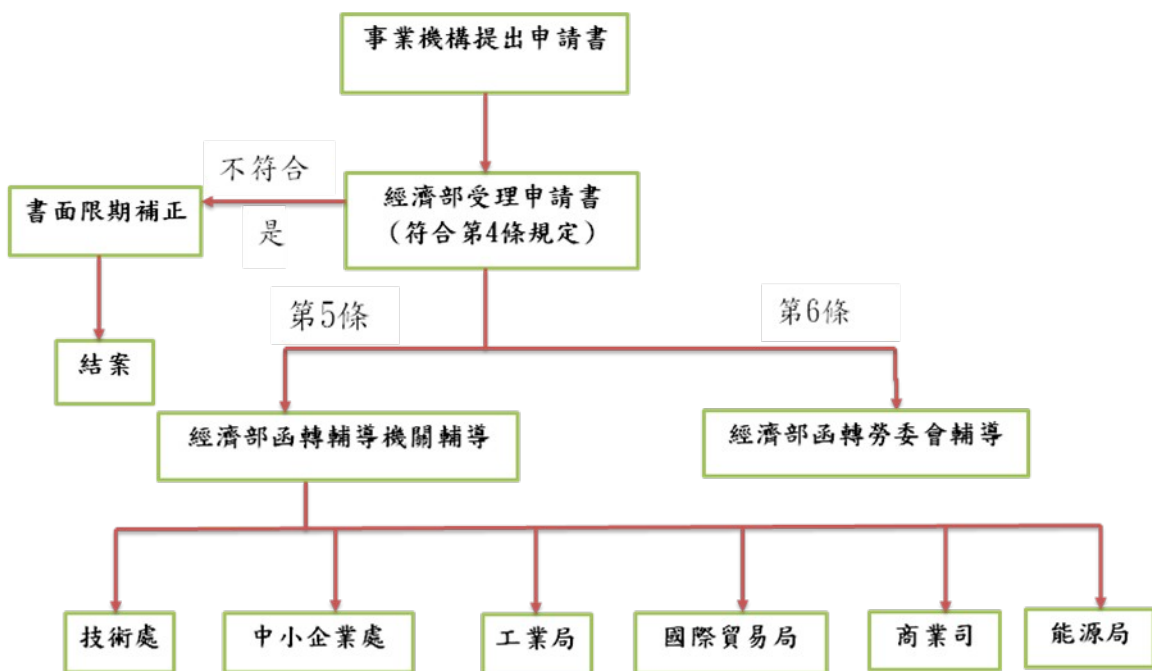 事業機構提出申請書
不符合
經濟部受理申請書
(符合第4條規定)
書面限期補正
是
第5條
第6條
結案
經濟部函轉輔導機關輔導
經濟部函轉勞委會輔導
技術處
中小企業處
工業局
國際貿易局
商業司
能源局